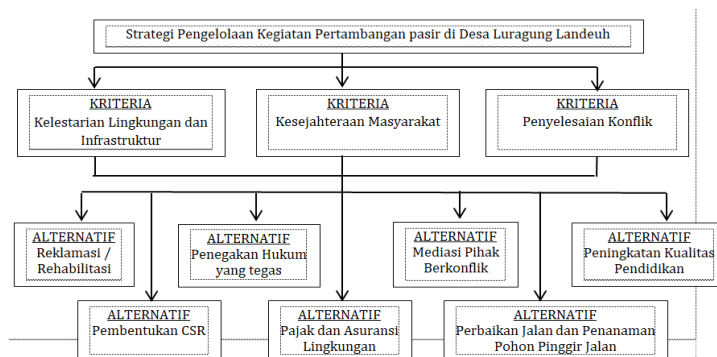 Strategi Pengelolaan Kegiatan Pertambangan pasir di Desa Luragung Landeuh
KRITERIA
Kelestarian Lingkungan dan
Infrastruktur
KRITERIA
Kesejahteraan Masyarakat
KRITERIA
Penyelesaian Konflik
ALTERNATIF
Reklamasi /
Rehabilitasi
ALTERNATIF
Penegakan Hukum
yang tegas
ALTERNATIF
Mediasi Pihak
Berkonflik
ALTERNATIF
Peningkatan Kualitas
Pendidikan
ALTERNATIF
Pembentukan CSR
ALTERNATIF
Pajak dan Asuransi
Lingkungan
ALTERNATIF
Perbaikan Jalan dan Penanaman
Pohon Pinggir Jalan